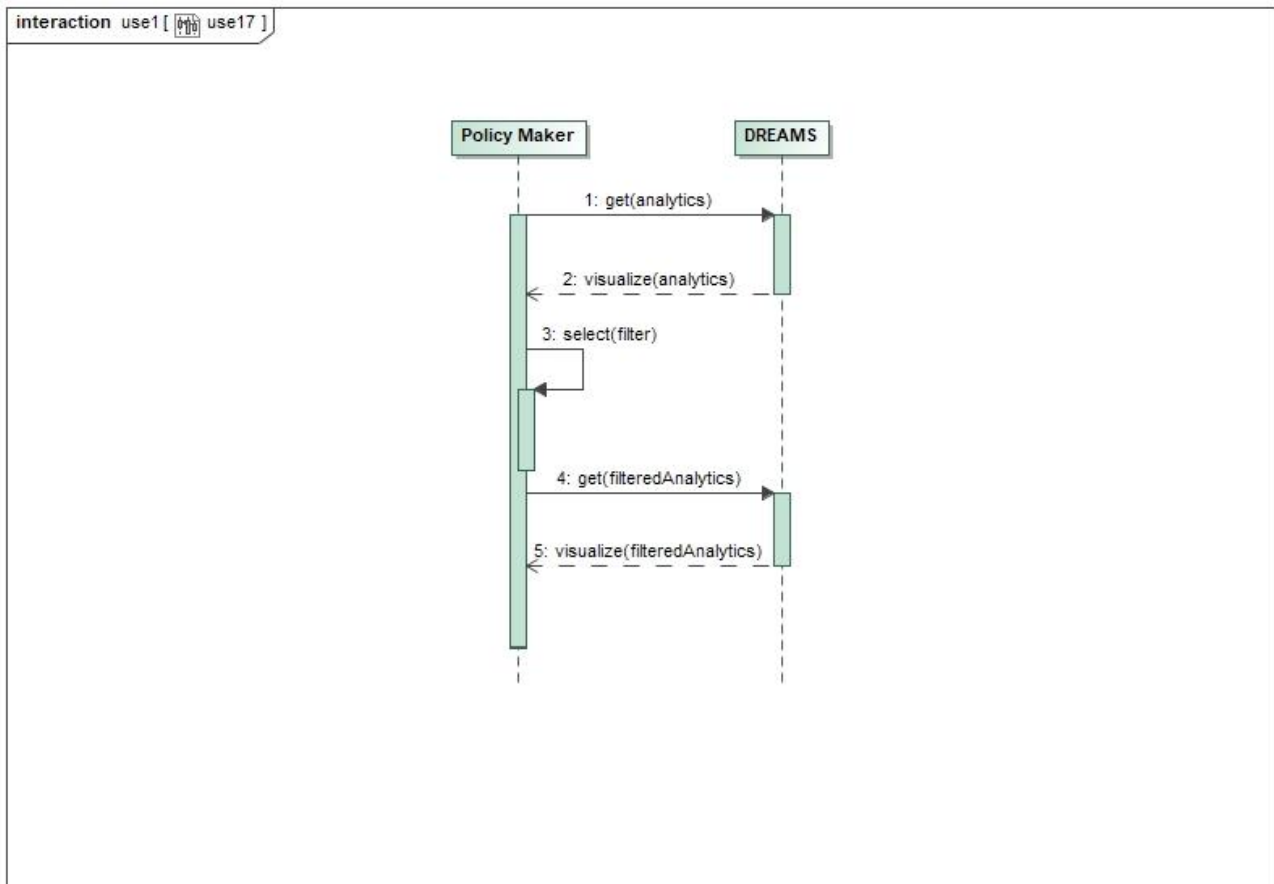 interaction use1 [ use17 ]
Policy Maker
DREAMS
1: get(analytics)
2: visualize(analytics)
3: select(filter)
4: get(filteredAnalytics)
5: visualize(filteredAnalytics)